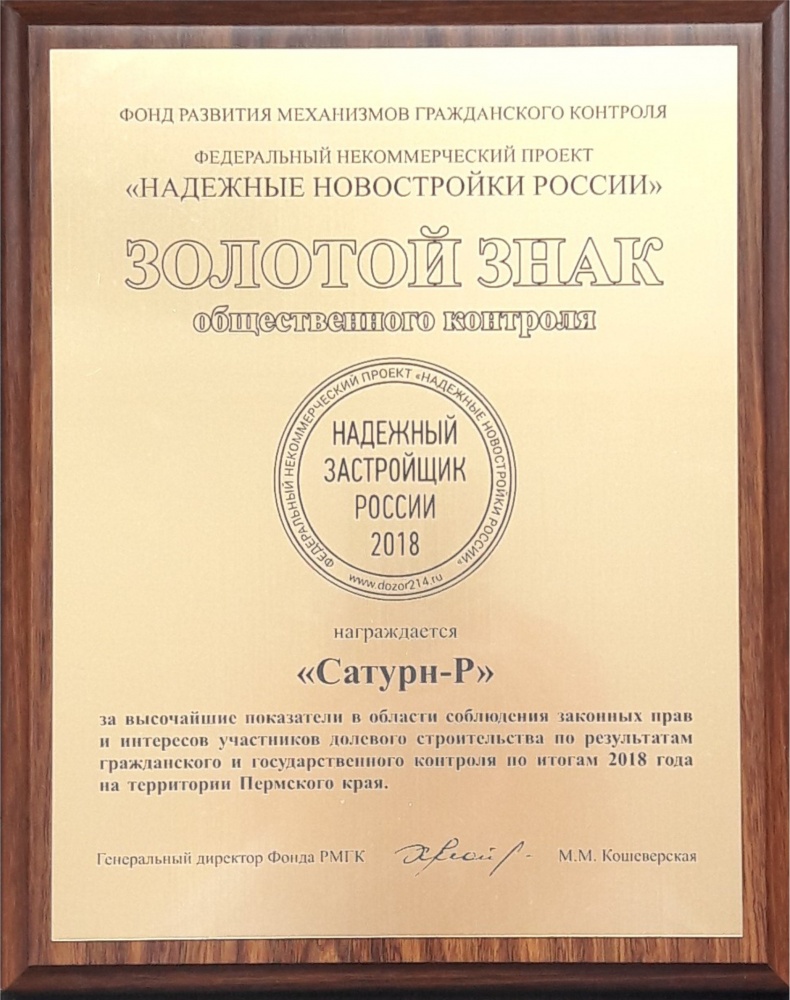 ФОНД РАЗВИТИЯ МЕХАНИЗМОВ ГРАЖДАНСКОГО КОНТРОЛЯ
ФЕДЕРАЛЬНЫЙ НЕКОММЕРЧЕСКИЙ ПРОЕКТ
«НАДЕЖНЫЕ НОВОСТРОЙКИ РОССИИ»
ЗОЛОТОЙ ЗНАК
общественного контроля
ФЕДЕРАЛЬНЫЙ НЕКОММЕРЧЕСКИЙ ПРОЕКТ «НАДЕЖНЫЕ НОВОСТРОЙКИ РОССИИ»
НАДЕЖНЫЙ
ЗАСТРОЙЩИК
РОССИИ
2018
www.dozor214.ru
награждается
«Сатурн-Р»
за высочайшие показатели в области соблюдения законных прав
и интересов участников долевого строительства по результатам
гражданского и государственного контроля по итогам 2018 года
на территории Пермского края.
Генеральный директор Фонда РМГК М.М. Кошеверская